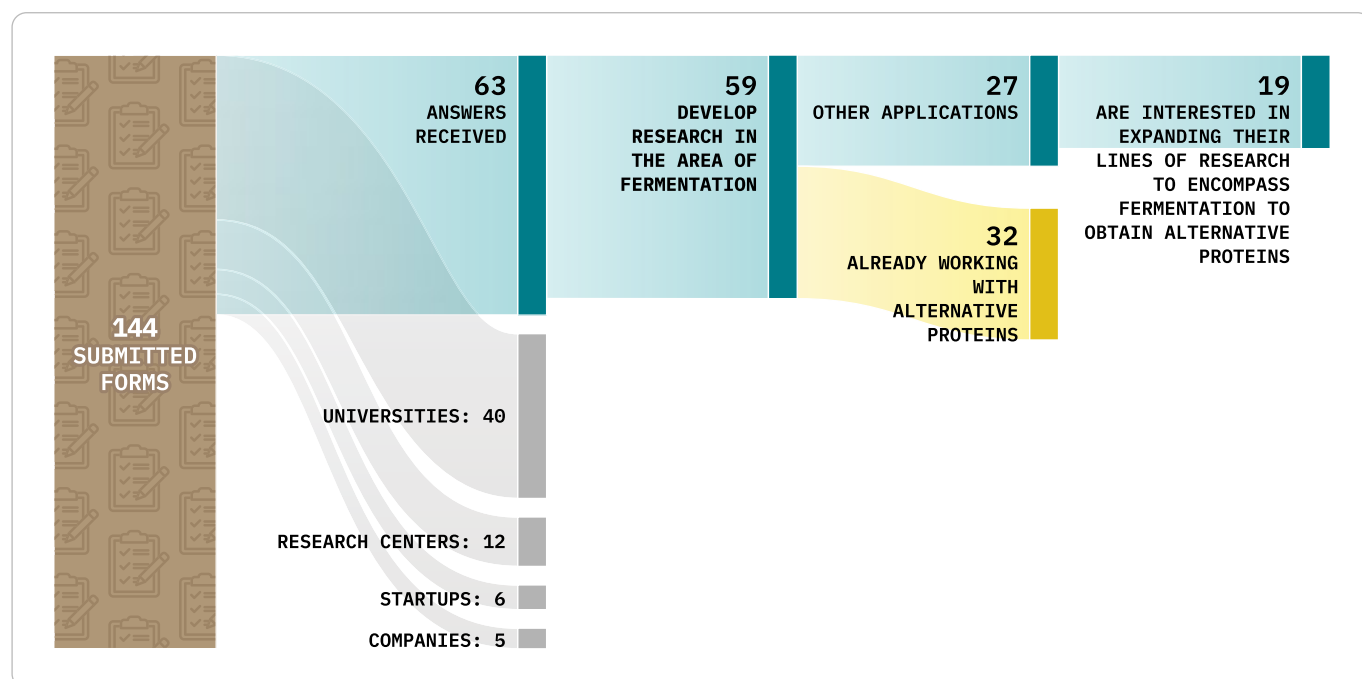 144
SUBMITTED
FORMS
63
ANSWERS
RECEIVED
UNIVERSITIES: 40
RESEARCH CENTERS: 12
STARTUPS: 6
COMPANIES: 5
59
DEVELOP
RESEARCH IN
THE AREA OF
FERMENTATION
27
OTHER APPLICATIONS
32
ALREADY WORKING
WITH
ALTERNATIVE
PROTEINS
19
ARE INTERESTED IN
EXPANDING THEIR
LINES OF RESEARCH
TO ENCOMPASS
FERMENTATION TO
OBTAIN ALTERNATIVE
PROTEINS